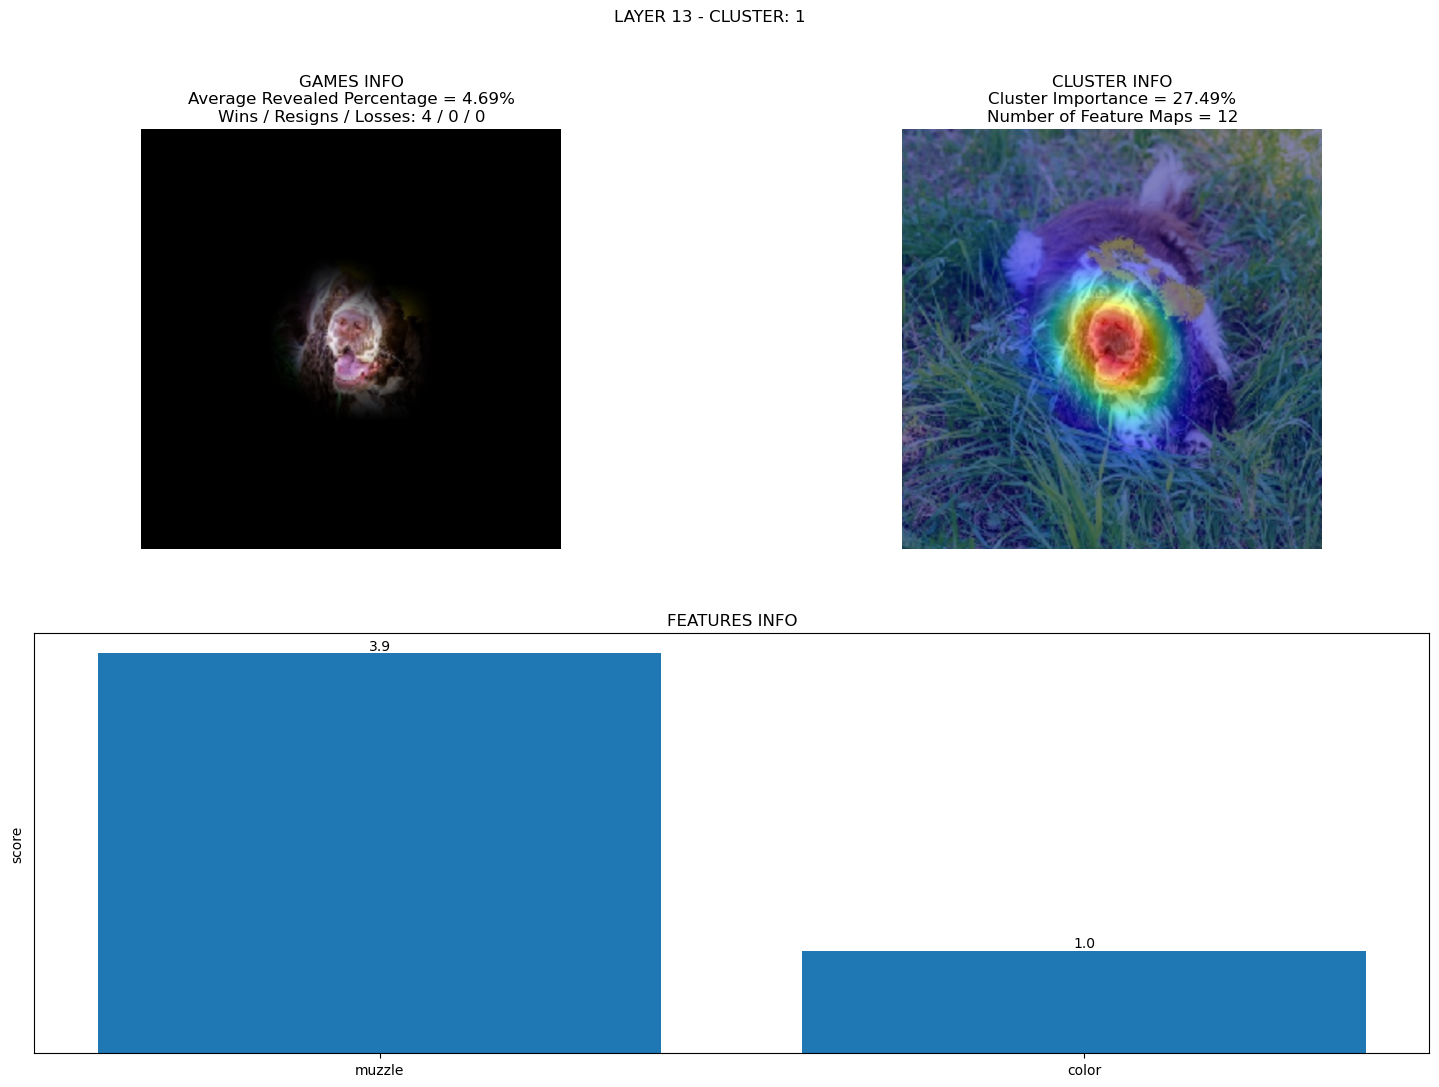 LAYER 13 - CLUSTER: 1
GAMES INFO
Average Revealed Percentage = 4.69%
Wins / Resigns / Losses: 4 / 0 / 0
CLUSTER INFO
Cluster Importance = 27.49%
Number of Feature Maps = 12
FEATURES INFO
3.9
1.0
score
muzzle
color